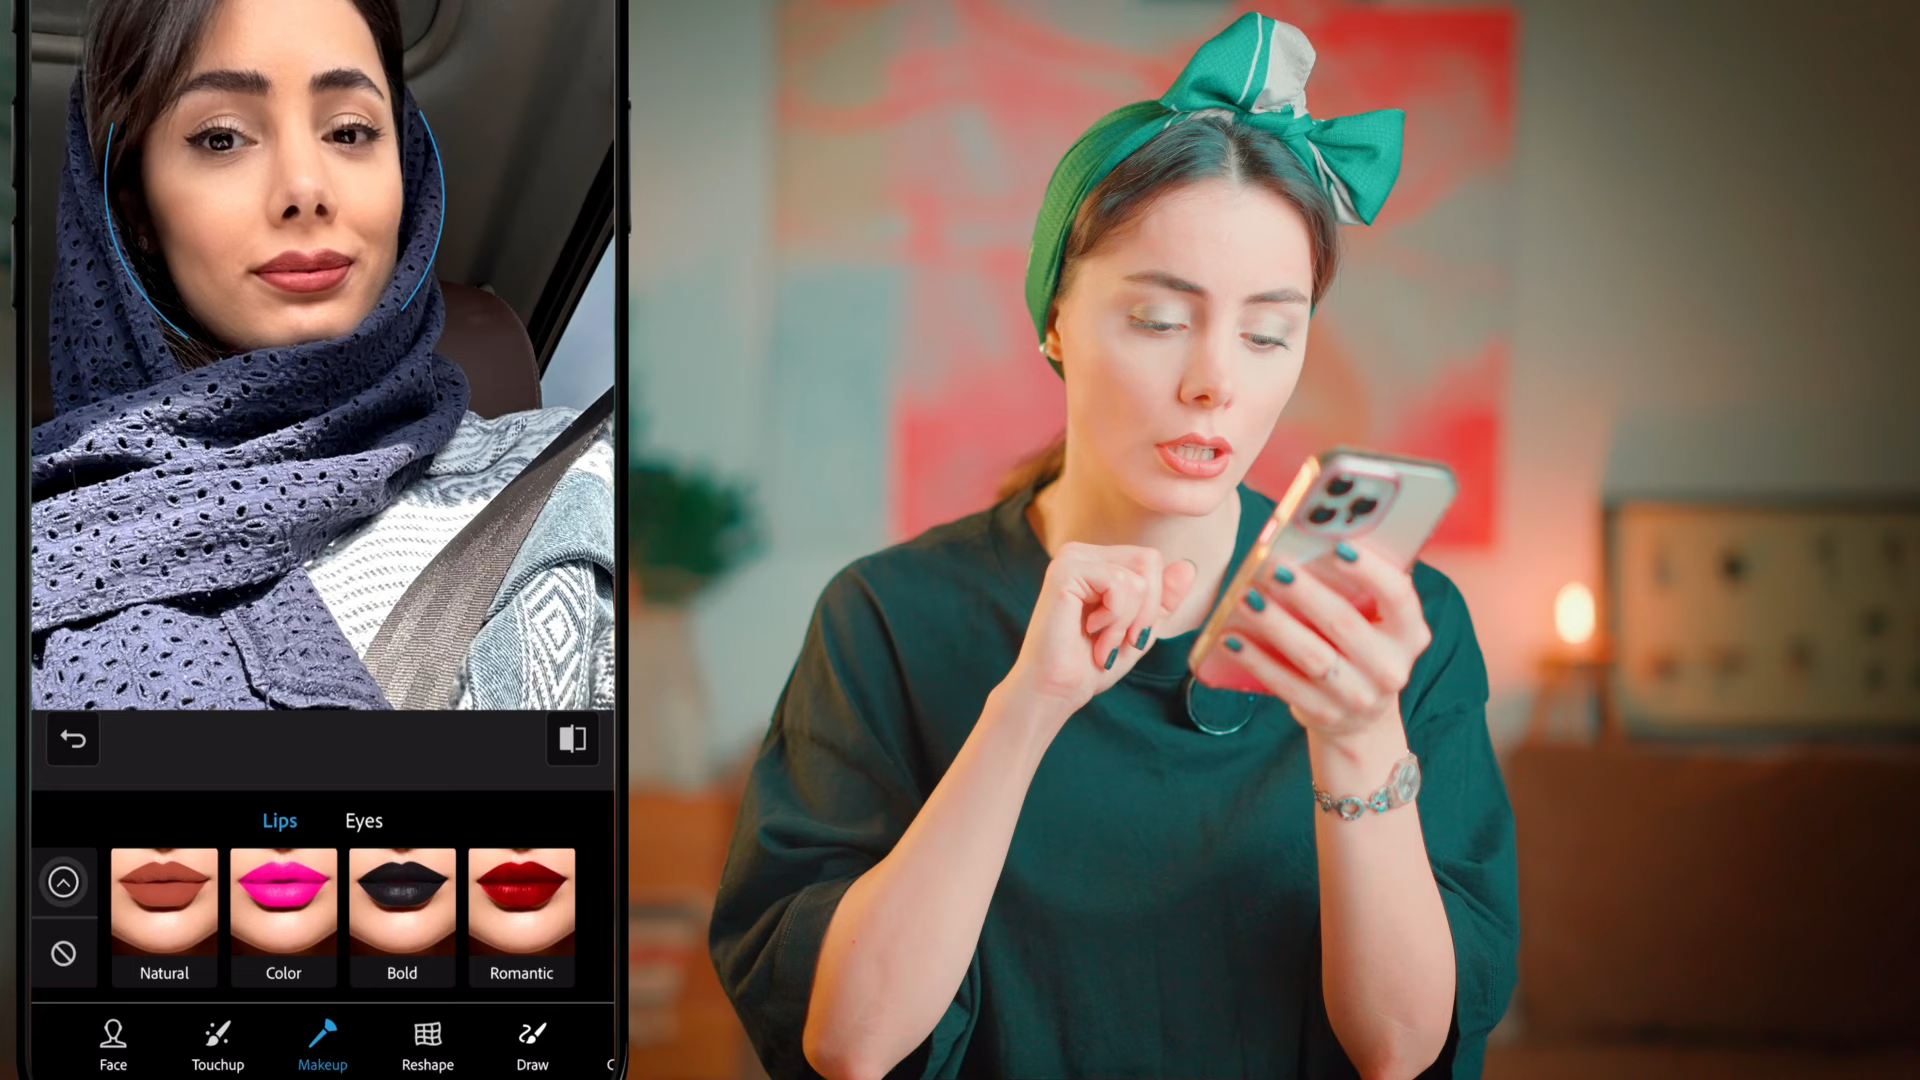 Lips Eyes
Natural Color Bold Romantic
Face Touchup Makeup Reshape Draw